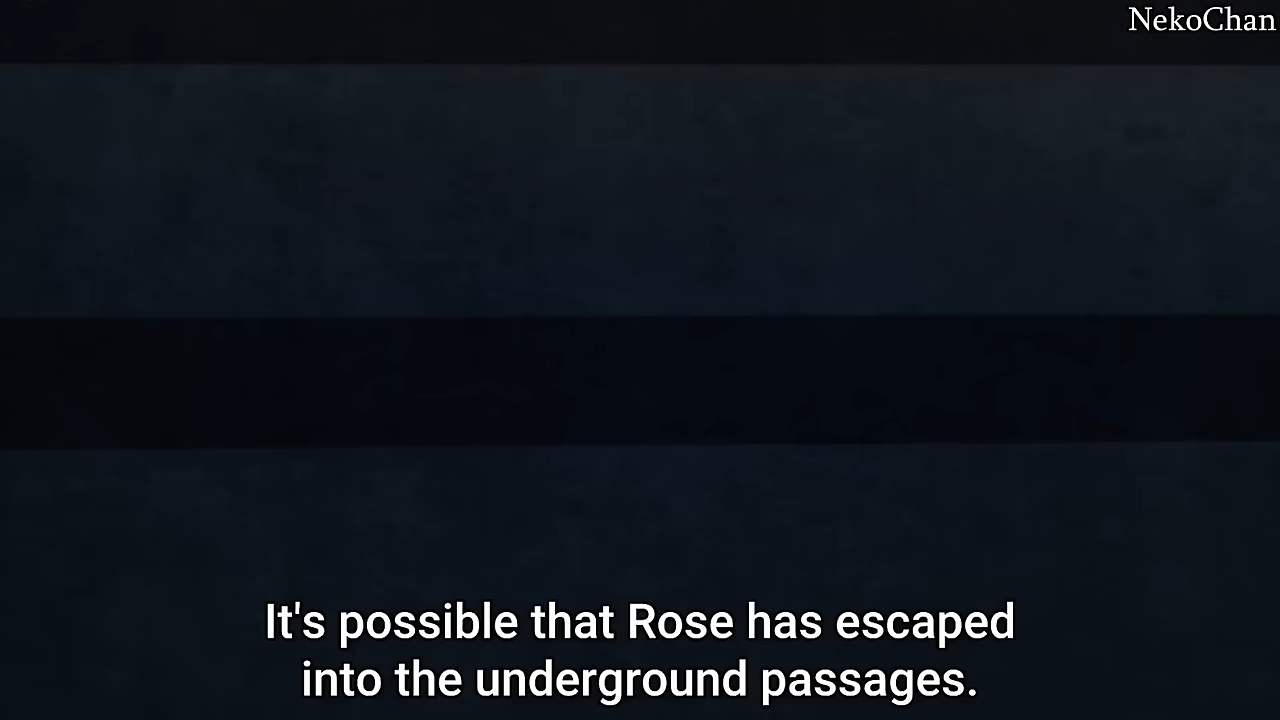 NekoChan
It's possible that Rose has escaped
into the underground passages.